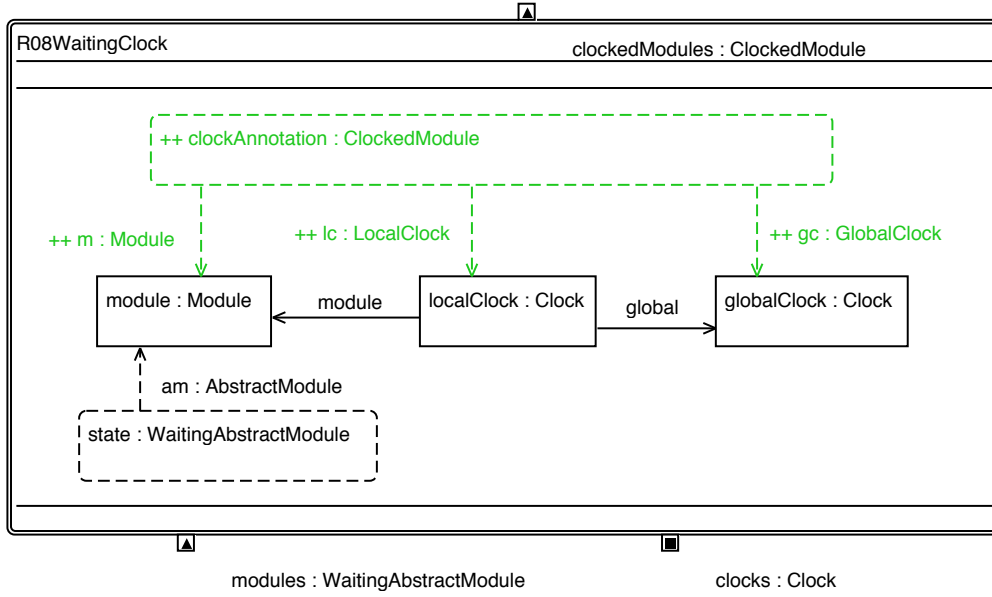 R08WaitingClock
clockedModules : ClockedModule
++ clockAnnotation : ClockedModule
++ m : Module
++ lc : LocalClock
++ gc : GlobalClock
module : Module
module
localClock : Clock
global
globalClock : Clock
am : AbstractModule
state : WaitingAbstractModule
modules : WaitingAbstractModule
clocks : Clock